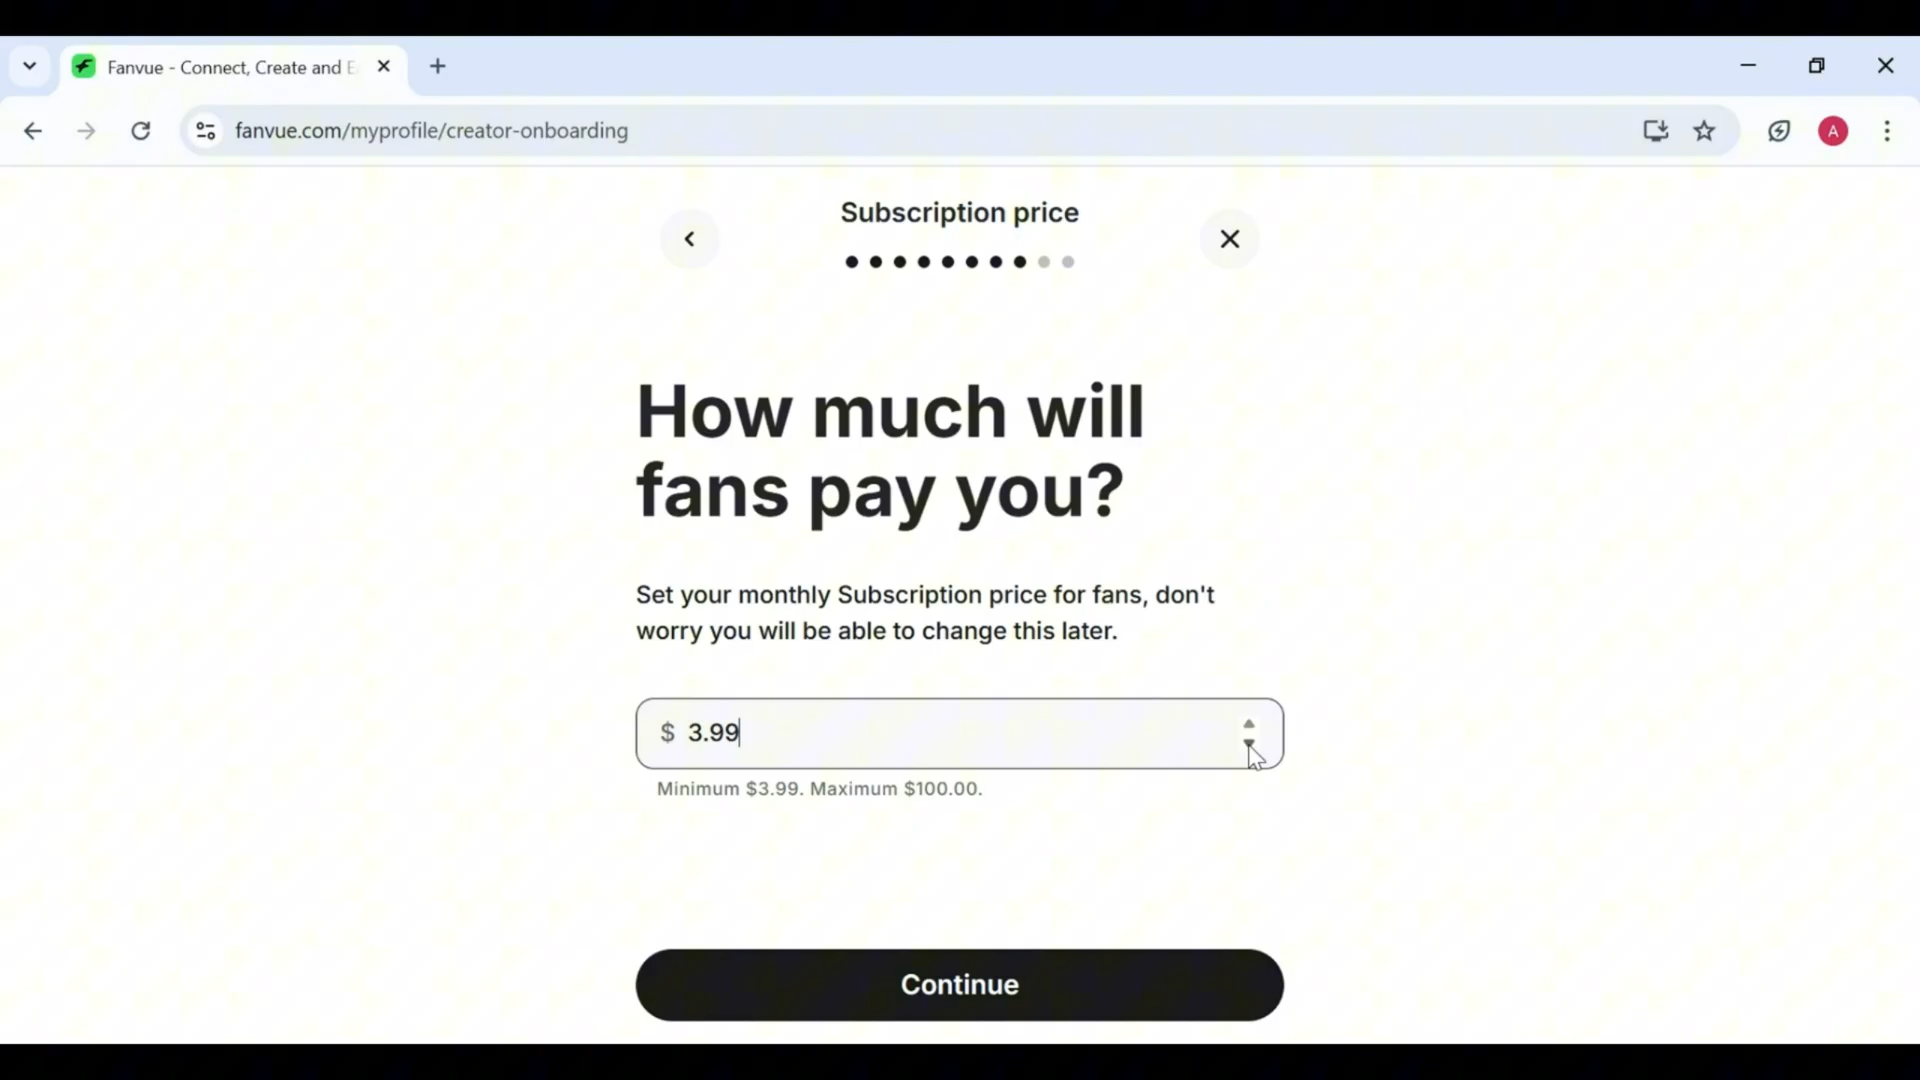 Fanvue - Connect, Create and E
fanvue.com/myprofile/creator-onboarding
A
Subscription price
How much will
fans pay you?
Set your monthly Subscription price for fans, don't
worry you will be able to change this later.
$ 3.99
Minimum $3.99. Maximum $100.00.
Continue